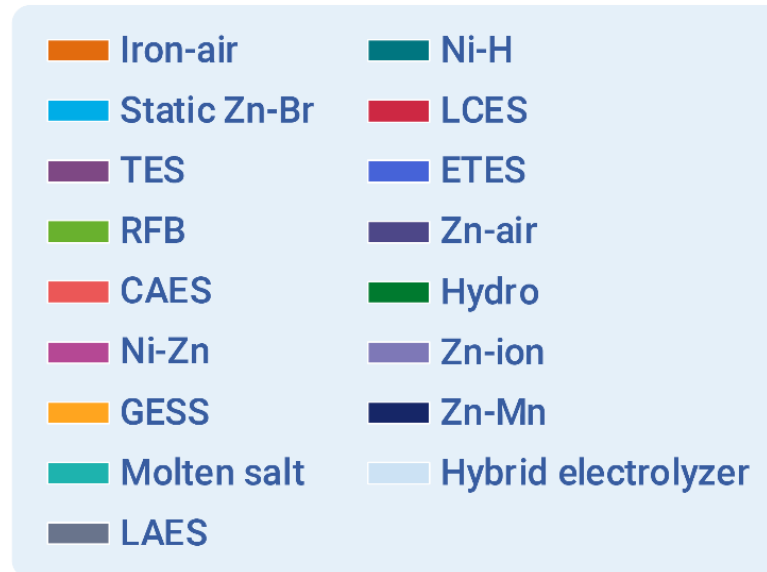 Iron-air
Static Zn-Br
TES
RFB
CAES
Ni-Zn
GESS
Molten salt
LAES
Ni-H
LCES
ETES
Zn-air
Hydro
Zn-ion
Zn-Mn
Hybrid electrolyzer